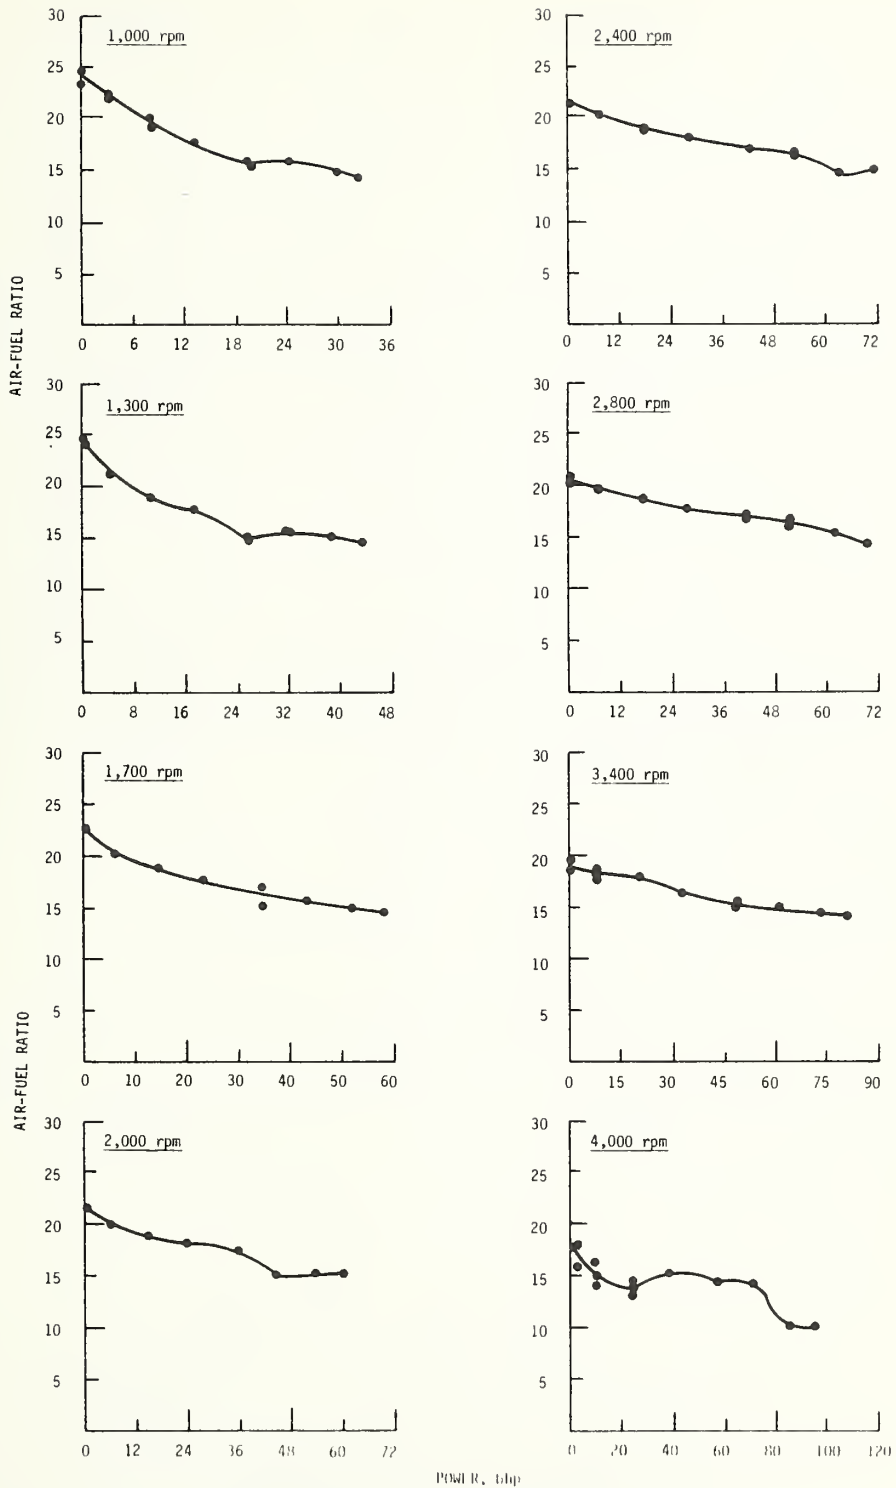 30
1,000 rpm
25
20
15
10
5
0 6 12 18 24 30 36
30
2,400 rpm
25
20
15
10
5
0 12 24 36 48 60 72
AIR-FUEL RATIO
30
1,300 rpm
25
20
15
10
5
0 8 16 24 32 40 48
30
2,800 rpm
25
20
15
10
5
0 12 24 36 48 60 72
30
1,700 rpm
25
20
15
10
5
0 10 20 30 40 50 60
30
3,400 rpm
25
20
15
10
5
0 15 30 45 60 75 90
AIR-FUEL RATIO
30
2,000 rpm
25
20
15
10
5
0 12 24 36 48 60 72
30
4,000 rpm
25
20
15
10
5
0 20 40 60 80 100 120
POWER, bhp